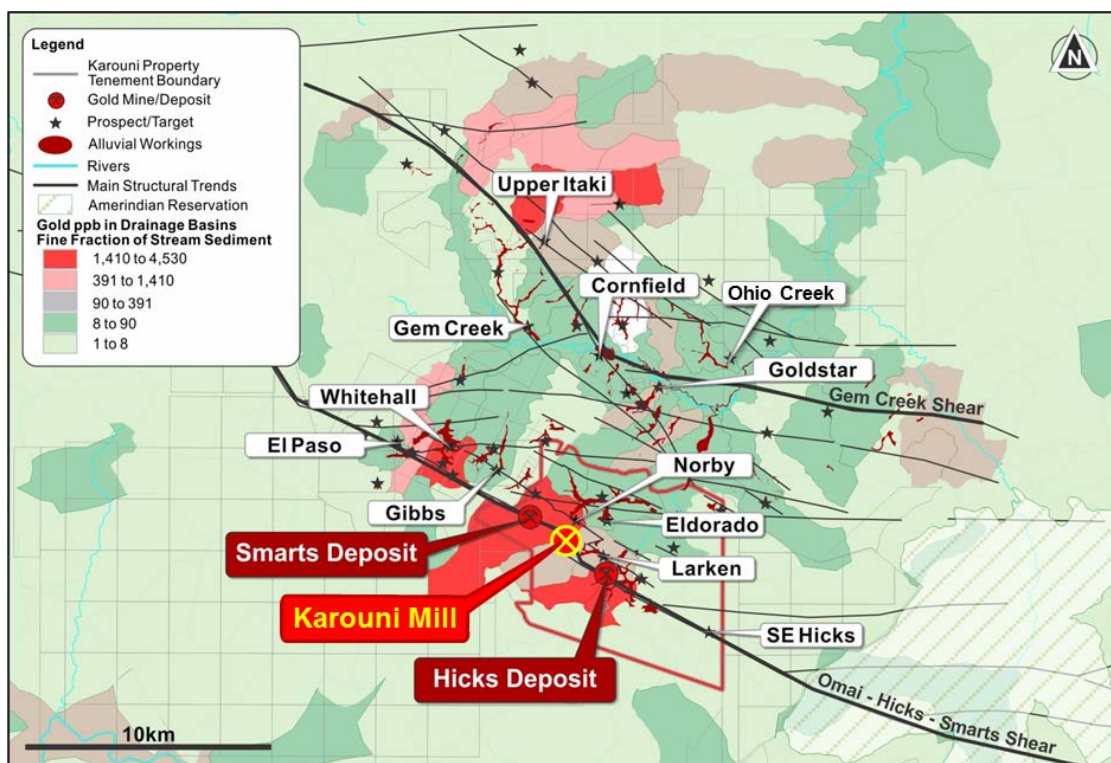 Legend
Karouni Property
Tenement Boundary
Gold Mine/Deposit
Prospect/Target
Alluvial Workings
Rivers
Main Structural Trends
Amerindian Reservation
Gold ppb in Drainage Basins
Fine Fraction of Stream Sediment
1,410 to 4,530
391 to 1,410
90 to 391
8 to 90
1 to 8
N
Upper Itaki
Cornfield
Ohio Creek
Gem Creek
Goldstar
Gem Creek Shear
Whitehall
El Paso
Norby
Gibbs
Eldorado
Smarts Deposit
Larken
Karouni Mill
SE Hicks
Hicks Deposit
Omai - Hicks - Smarts Shear
10km